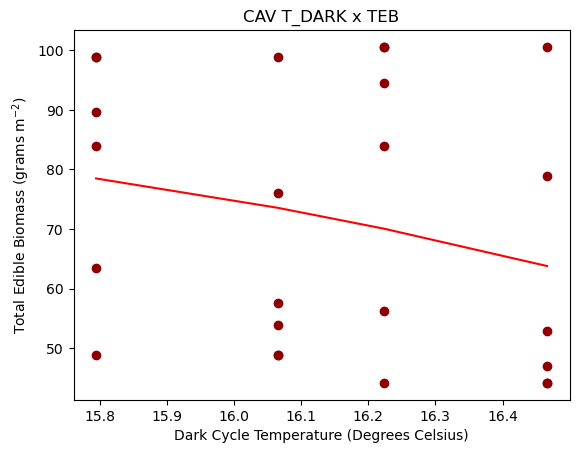 CAV T_DARK x TEB
Total Edible Biomass (grams m⁻²)
100
90
80
70
60
50
15.8 15.9 16.0 16.1 16.2 16.3 16.4
Dark Cycle Temperature (Degrees Celsius)